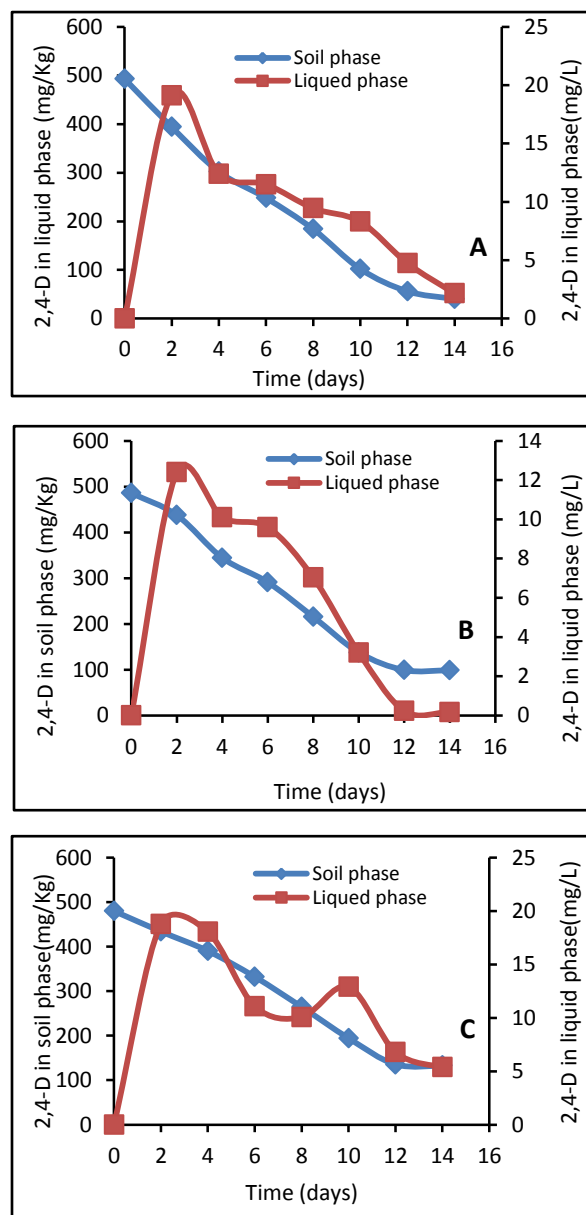 2,4-D in liquid phase (mg/Kg)
600
500
400
300
200
100
0
Soil phase
Liqued phase
A
25
20
15
10
5
0
2,4-D in liquid phase(mg/L)
0 2 4 6 8 10 12 14 16
Time (days)
2,4-D in soil phase (mg/Kg)
600
500
400
300
200
100
0
Soil phase
Liqued phase
B
14
12
10
8
6
4
2
0
2,4-D in liquid phase (mg/L)
0 2 4 6 8 10 12 14 16
Time (days)
2,4-D in soil phase(mg/Kg)
600
500
400
300
200
100
0
Soil phase
Liqued phase
C
25
20
15
10
5
0
2,4-D in liquid phase(mg/L)
0 2 4 6 8 10 12 14 16
Time (days)